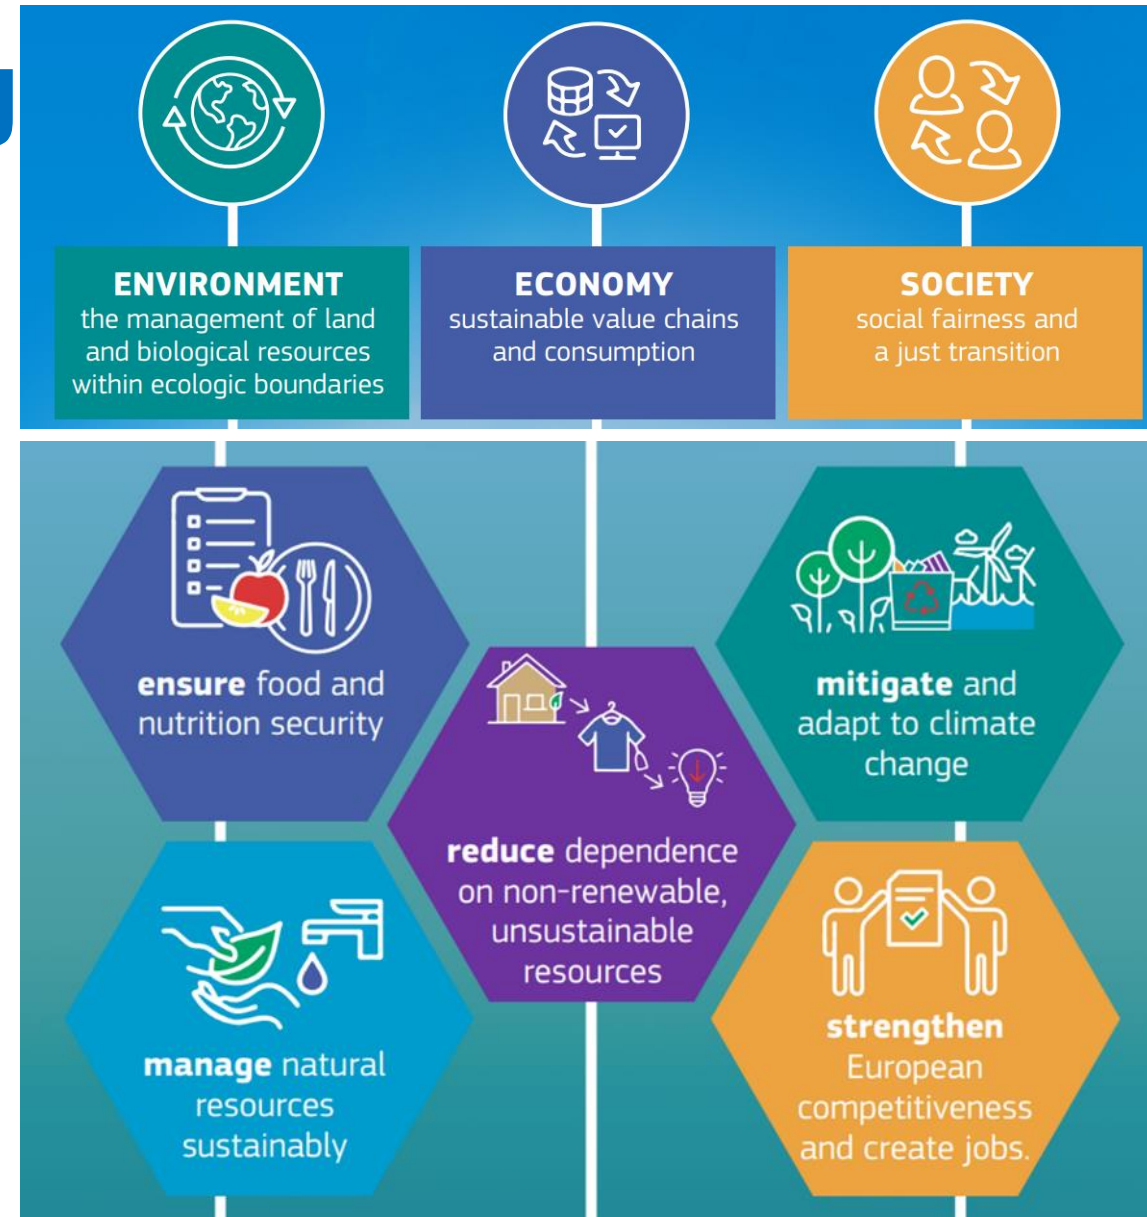 ENVIRONMENT
the management of land
and biological resources
within ecologic boundaries
ECONOMY
sustainable value chains
and consumption
SOCIETY
social fairness and
a just transition
ensure food and
nutrition security
mitigate and
adapt to climate
change
reduce dependence
on non-renewable,
unsustainable
resources
manage natural
resources
sustainably
strengthen
European
competitiveness
and create jobs.